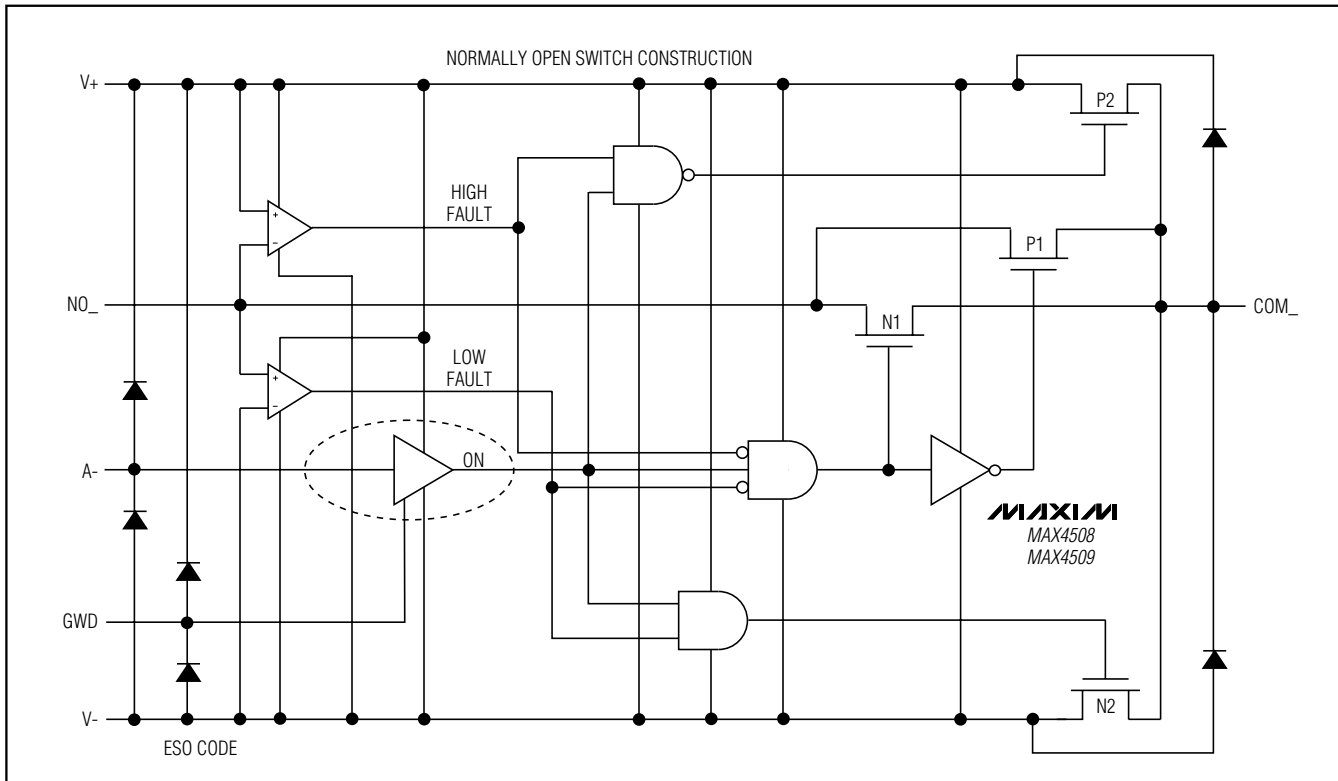 NORMALLY OPEN SWITCH CONSTRUCTION
V+
P2
HIGH
FAULT
+
-
P1
NO_
COM_
N1
LOW
FAULT
+
-
A-
ON
MAXIM
MAX4508
MAX4509
GWD
N2
V-
ESO CODE